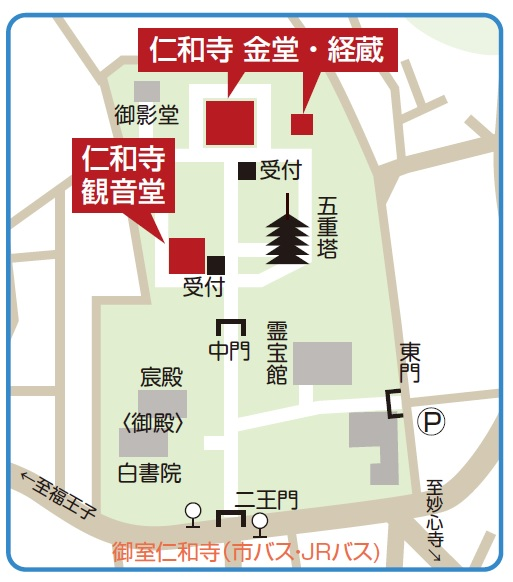 仁和寺 金堂・経蔵
御影堂
仁和寺
観音堂
受付
五重塔
受付
中門
霊宝館
東門
宸殿
〈御殿〉
P
白書院
←至福王子
二王門
至妙心寺→
御室仁和寺(市バス・JRバス)